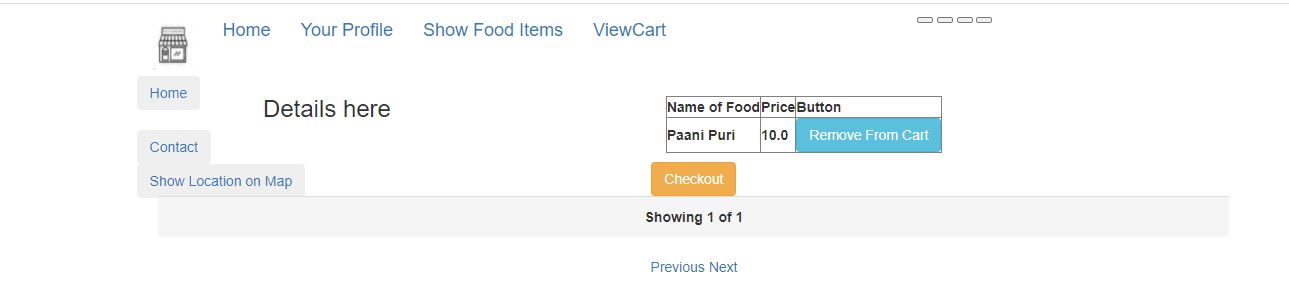 Home Your Profile Show Food Items ViewCart
Home
Details here
Name of Food Price Button
Paani Puri 10.0 Remove From Cart
Contact
Show Location on Map
Checkout
Showing 1 of 1
Previous Next